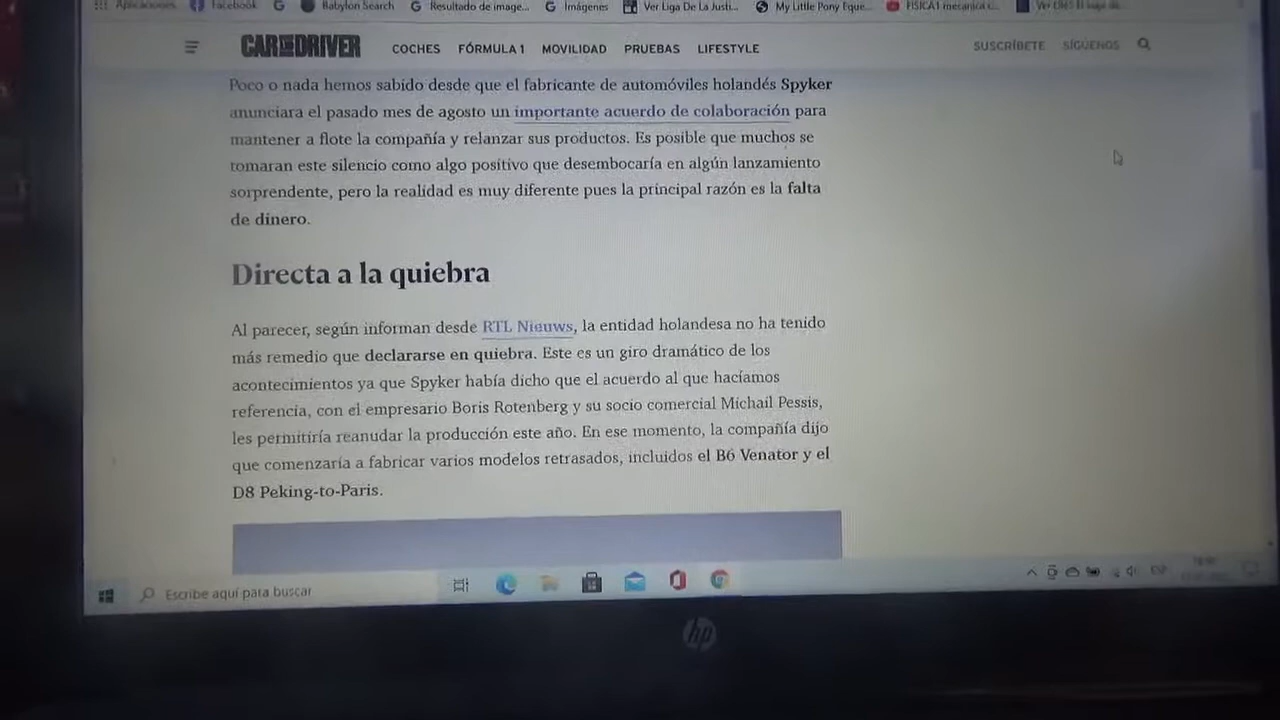 Aplicaciones
Facebook
Babylon Search
Resultado de image...
Imágenes
Ver Liga De La Justi...
My Little Pony Eque...
CAR AND DRIVER
COCHES FÓRMULA 1 MOVILIDAD PRUEBAS LIFESTYLE
SUSCRÍBETE SÍGUENOS
Poco o nada hemos sabido desde que el fabricante de automóviles holandés Spyker
anunciara el pasado mes de agosto un importante acuerdo de colaboración para
mantener a flote la compañía y relanzar sus productos. Es posible que muchos se
tomaran este silencio como algo positivo que desembocaría en algún lanzamiento
sorprendente, pero la realidad es muy diferente pues la principal razón es la falta
de dinero.
Directa a la quiebra
Al parecer, según informan desde RTL Nieuws, la entidad holandesa no ha tenido
más remedio que declararse en quiebra. Este es un giro dramático de los
acontecimientos ya que Spyker había dicho que el acuerdo al que hacíamos
referencia, con el empresario Boris Rotenberg y su socio comercial Michail Pessis,
les permitiría reanudar la producción este año. En ese momento, la compañía dijo
que comenzaría a fabricar varios modelos retrasados, incluidos el B6 Venator y el
D8 Peking-to-Paris.
Escribe aquí para buscar
ESP
hp